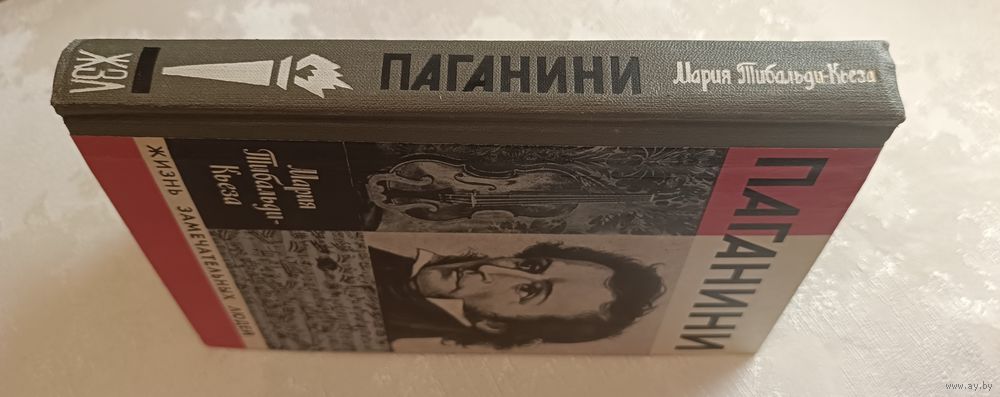 ЖЗЛ
ПАГАНИНИ
Мария Тибальди-Кьеза
ПАГАНИНИ
Мария
Тибальди-
Кьеза
ЖИЗНЬ ЗАМЕЧАТЕЛЬНЫХ ЛЮДЕЙ
www.ay.by